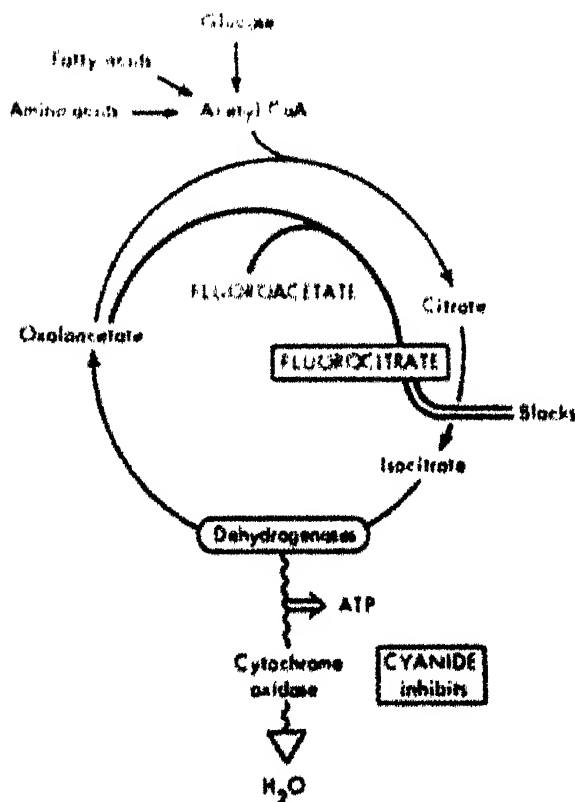 Glucose
Fatty acids
Amino acids
Acetyl CoA
FLUOROACETATE
Citrate
Oxaloacetate
FLUOROCITRATE
Blocks
Isocitrate
Dehydrogenases
ATP
Cytochrome
oxidase
CYANIDE
inhibits
H₂O